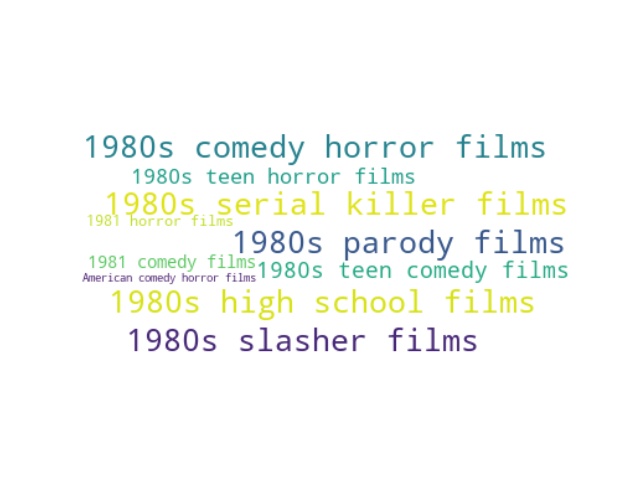 1980s comedy horror films
1980s teen horror films
1980s serial killer films
1981 horror films
1980s parody films
1981 comedy films
1980s teen comedy films
American comedy horror films
1980s high school films
1980s slasher films